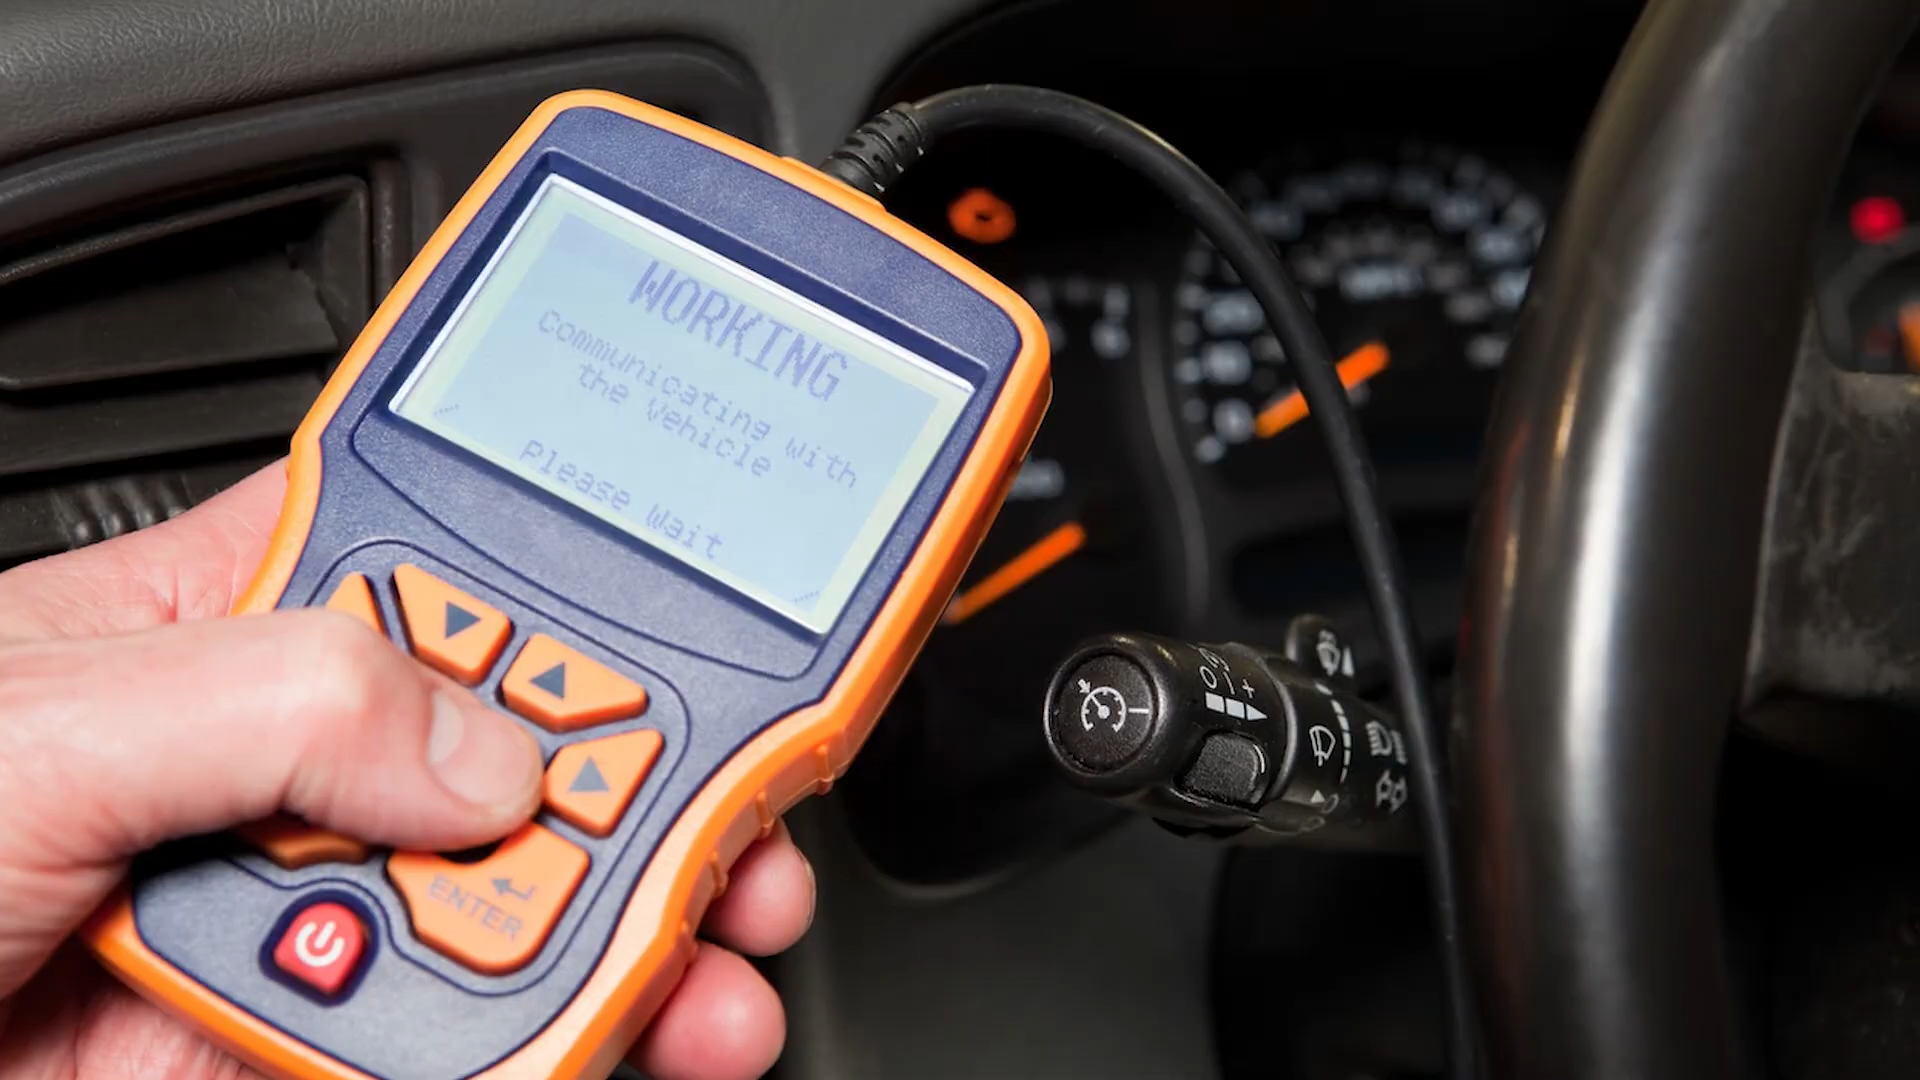 WORKING
Communicating with
the Vehicle
Please Wait
ENTER